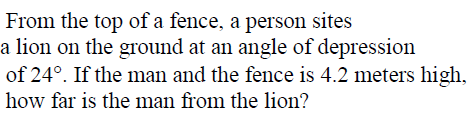 From the top of a fence, a person sites
a lion on the ground at an angle of depression
of 24°. If the man and the fence is 4.2 meters high,
how far is the man from the lion?